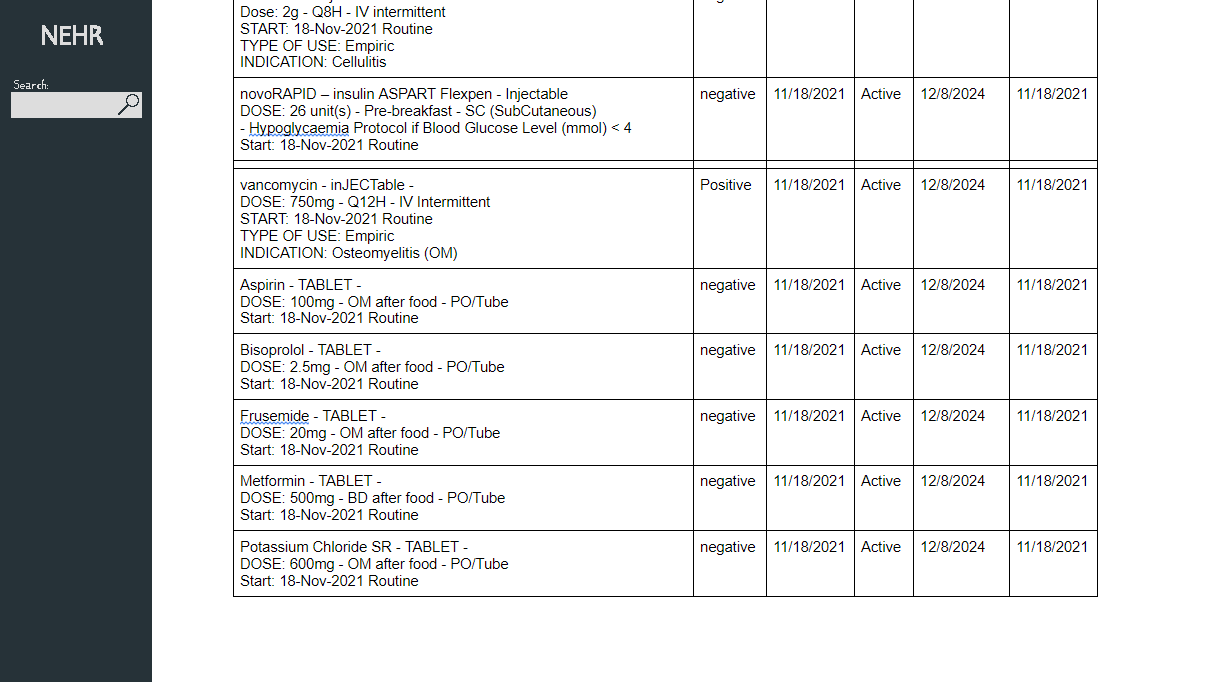 NEHR
Search:
Dose: 2g - Q8H - IV intermittent
START: 18-Nov-2021 Routine
TYPE OF USE: Empiric
INDICATION: Cellulitis
novoRAPID – insulin ASPART Flexpen - Injectable
DOSE: 26 unit(s) - Pre-breakfast - SC (SubCutaneous)
- Hypoglycaemia Protocol if Blood Glucose Level (mmol) < 4
Start: 18-Nov-2021 Routine
negative
11/18/2021
Active
12/8/2024
11/18/2021
vancomycin - inJECTable -
DOSE: 750mg - Q12H - IV Intermittent
START: 18-Nov-2021 Routine
TYPE OF USE: Empiric
INDICATION: Osteomyelitis (OM)
Positive
11/18/2021
Active
12/8/2024
11/18/2021
Aspirin - TABLET -
DOSE: 100mg - OM after food - PO/Tube
Start: 18-Nov-2021 Routine
negative
11/18/2021
Active
12/8/2024
11/18/2021
Bisoprolol - TABLET -
DOSE: 2.5mg - OM after food - PO/Tube
Start: 18-Nov-2021 Routine
negative
11/18/2021
Active
12/8/2024
11/18/2021
Frusemide - TABLET -
DOSE: 20mg - OM after food - PO/Tube
Start: 18-Nov-2021 Routine
negative
11/18/2021
Active
12/8/2024
11/18/2021
Metformin - TABLET -
DOSE: 500mg - BD after food - PO/Tube
Start: 18-Nov-2021 Routine
negative
11/18/2021
Active
12/8/2024
11/18/2021
Potassium Chloride SR - TABLET -
DOSE: 600mg - OM after food - PO/Tube
Start: 18-Nov-2021 Routine
negative
11/18/2021
Active
12/8/2024
11/18/2021